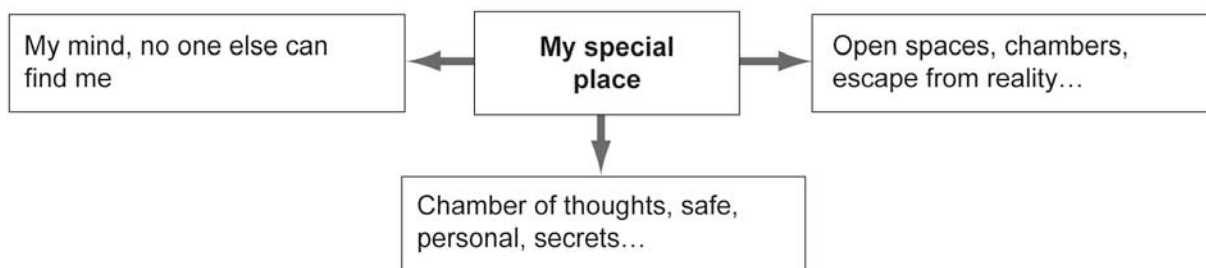 My mind, no one else can
find me
My special
place
Open spaces, chambers,
escape from reality…
Chamber of thoughts, safe,
personal, secrets…